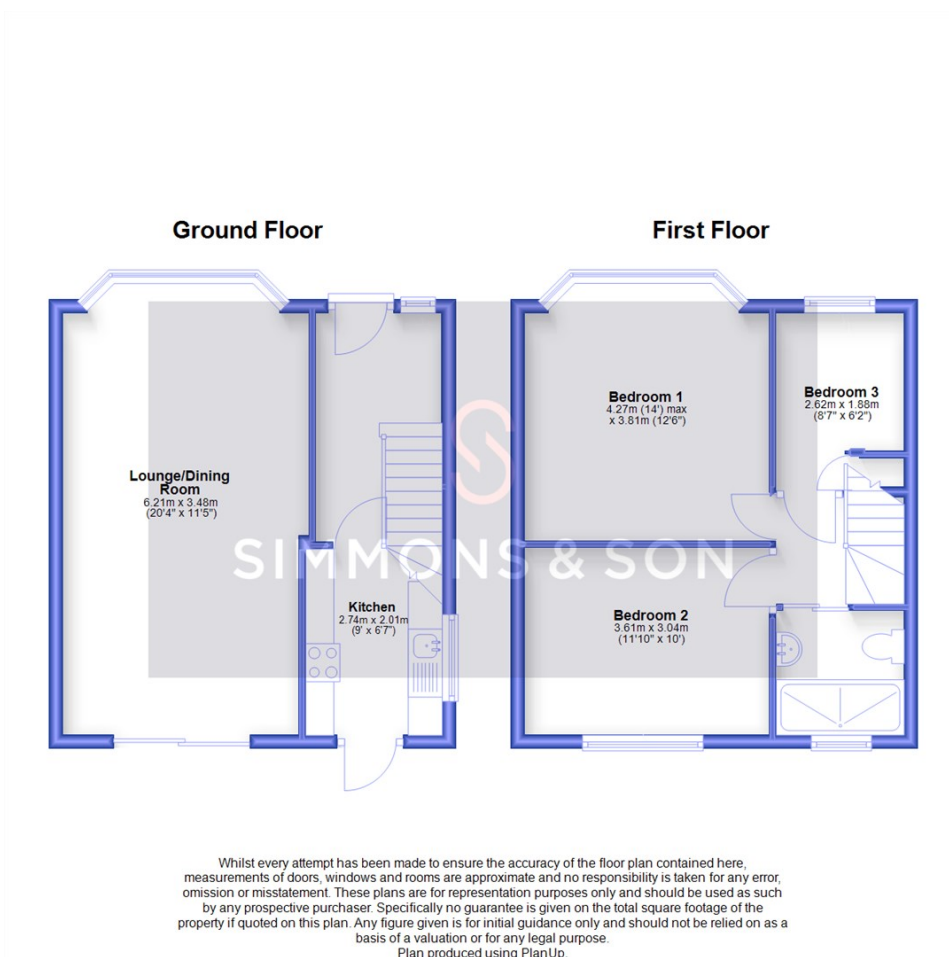 Ground Floor
First Floor
Lounge/Dining
Room
6.21m x 3.48m
(20'4" x 11'5")
Kitchen
2.74m x 2.01m
(9' x 6'7")
Bedroom 1
4.27m (14') max
x 3.81m (12'6")
Bedroom 3
2.62m x 1.88m
(8'7" x 6'2")
Bedroom 2
3.61m x 3.04m
(11'10" x 10')
SIMMONS & SON
Whilst every attempt has been made to ensure the accuracy of the floor plan contained here,
measurements of doors, windows and rooms are approximate and no responsibility is taken for any error,
omission or misstatement. These plans are for representation purposes only and should be used as such
by any prospective purchaser. Specifically no guarantee is given on the total square footage of the
property if quoted on this plan. Any figure given is for initial guidance only and should not be relied on as a
basis of a valuation or for any legal purpose.
Plan produced using PlanUp.